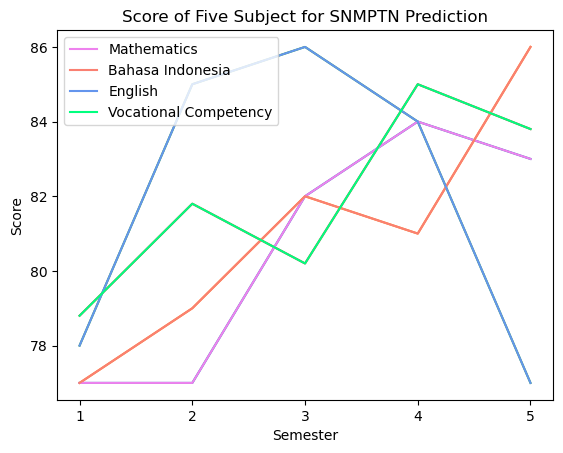 Score of Five Subject for SNMPTN Prediction
Mathematics
Bahasa Indonesia
English
Vocational Competency
86
84
82
80
78
Score
1 2 3 4 5
Semester